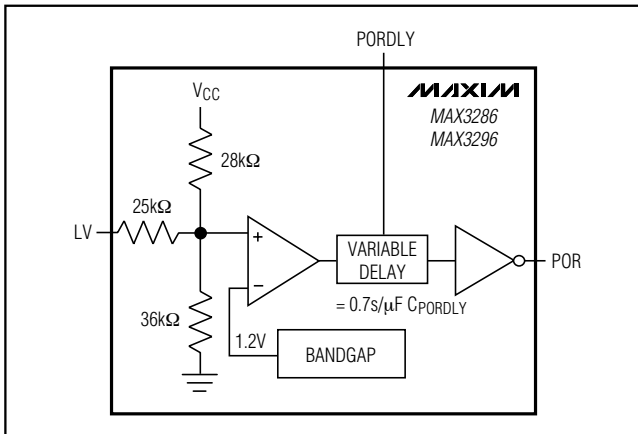 PORDLY
MAXIM
MAX3286
MAX3296
VCC
28kΩ
25kΩ
LV
+
−
VARIABLE
DELAY
POR
= 0.7s/μF CPORDLY
36kΩ
1.2V
BANDGAP